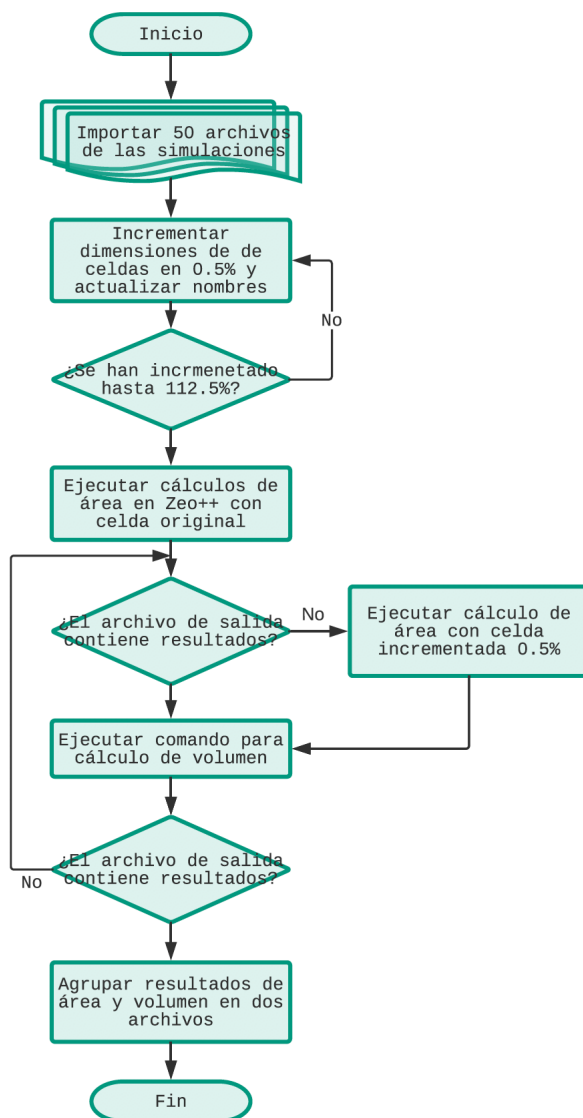 Inicio
Importar 50 archivos
de las simulaciones
Incrementar
dimensiones de de
celdas en 0.5% y
actualizar nombres
No
¿Se han incrmenetado
hasta 112.5%?
Ejecutar cálculos de
área en Zeo++ con
celda original
¿El archivo de salida
contiene resultados?
No
Ejecutar cálculo de
área con celda
incrementada 0.5%
Ejecutar comando para
cálculo de volumen
¿El archivo de salida
contiene resultados?
No
Agrupar resultados de
área y volumen en dos
archivos
Fin